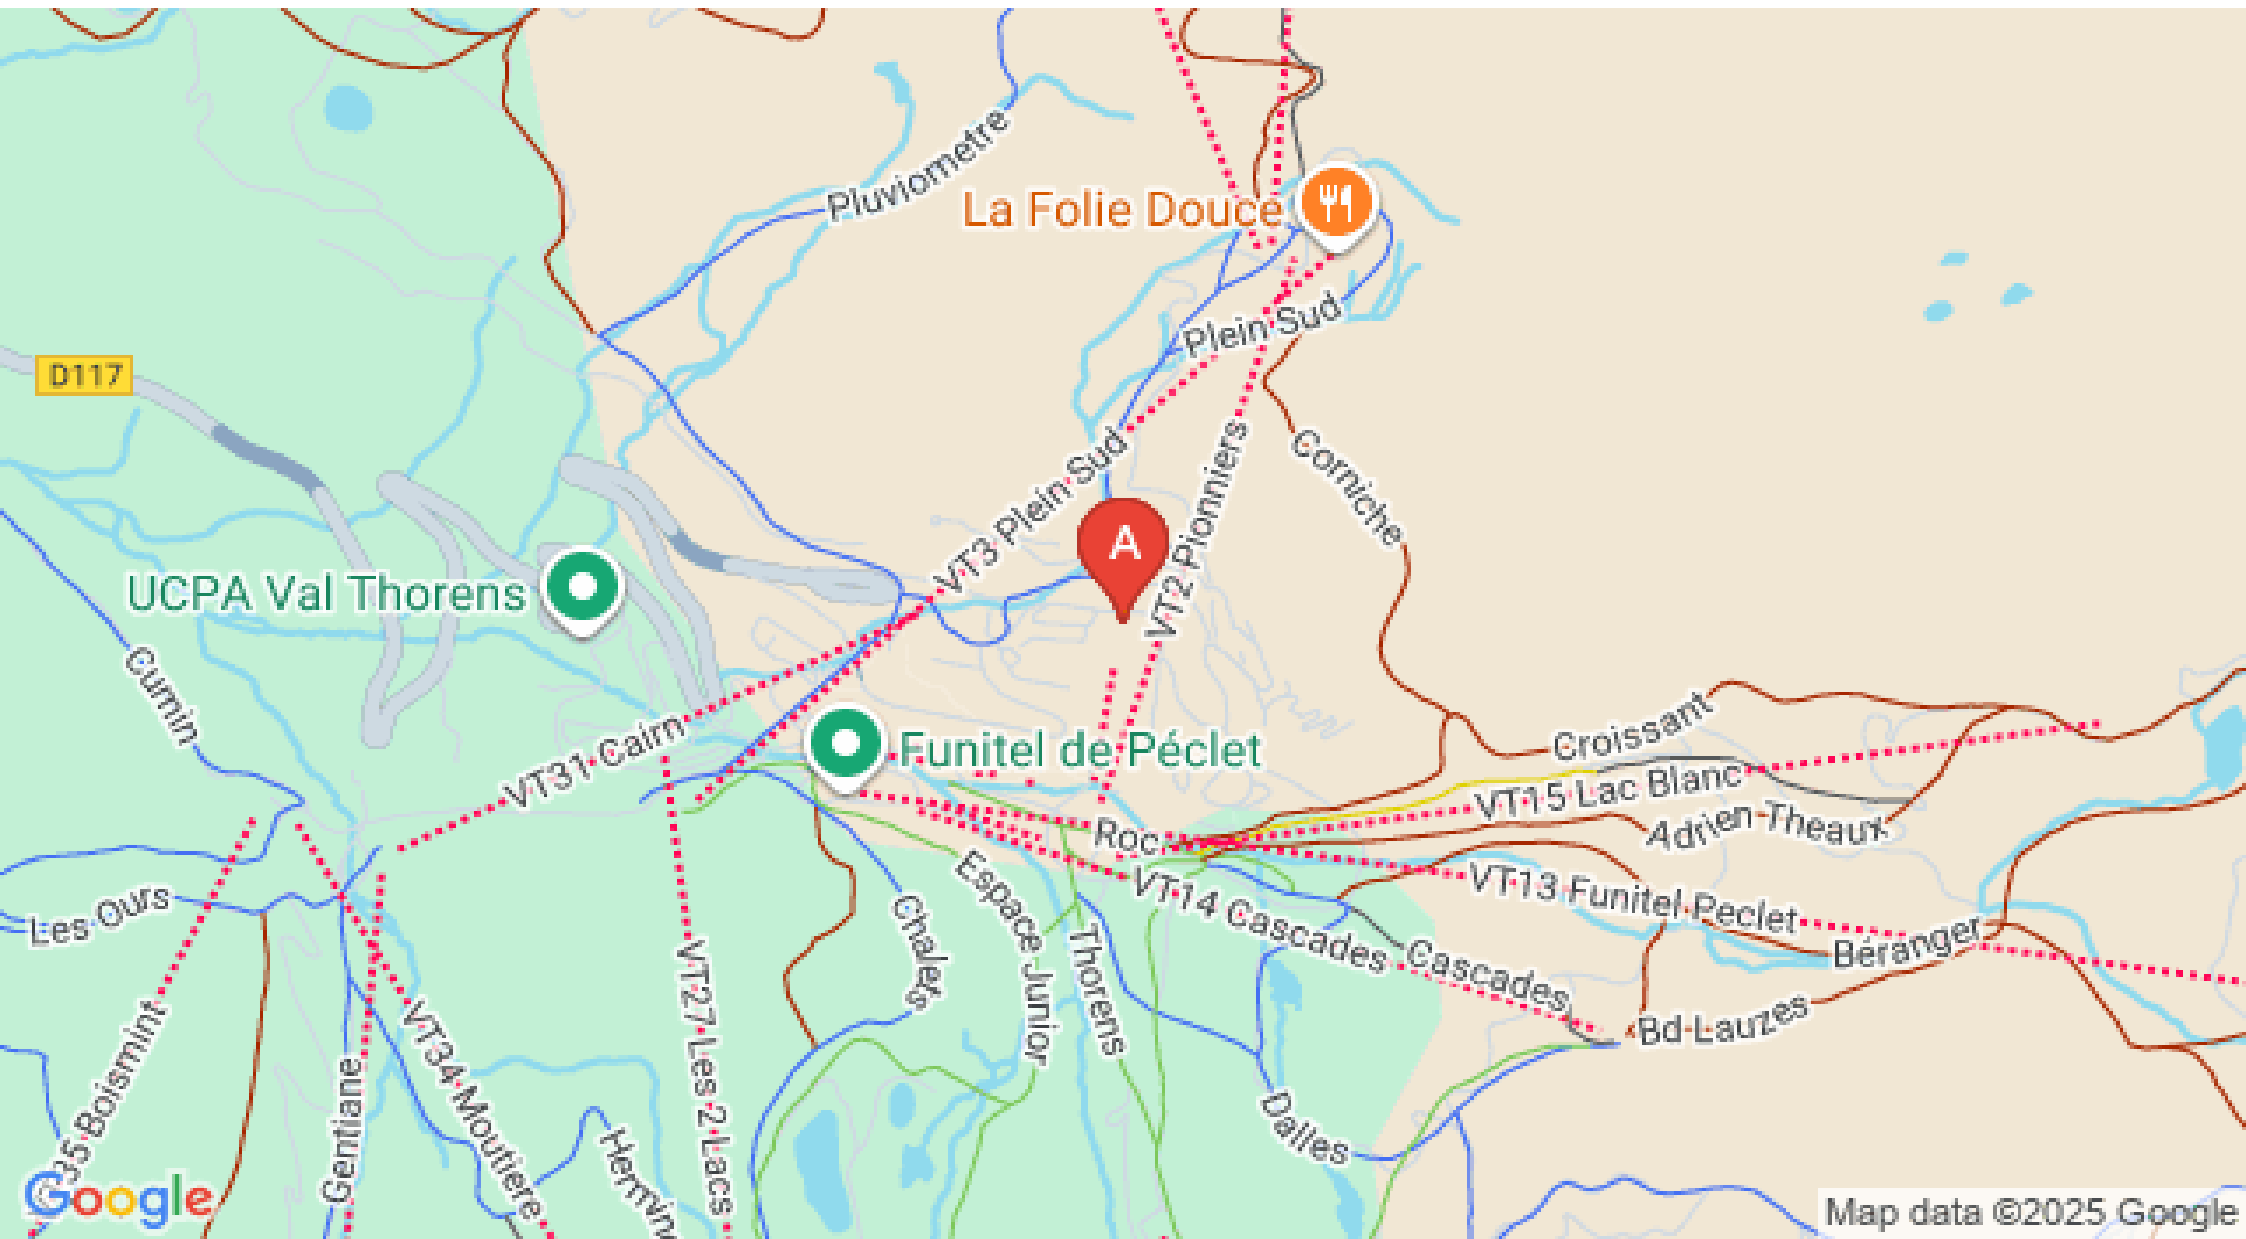 Pluviometre
La Folie Douce
Plein Sud
D117
VT3 Plein Sud
VT2 Pionniers
Corniche
A
UCPA Val Thorens
Cumin
VT31 Cairn
Funitel de Péclet
Croissant
VT15 Lac Blanc
Adrien Theaux
Roc
VT14 Cascades
VT13 Funitel Peclet
Les Ours
Chalets
Espace Junior
Thorens
Cascades
Béranger
Bd Lauzes
VT27 Les 2 Lacs
VT34 Moutiere
35 Boismint
Gentiane
Dalles
Hermin
Google
Map data ©2025 Google